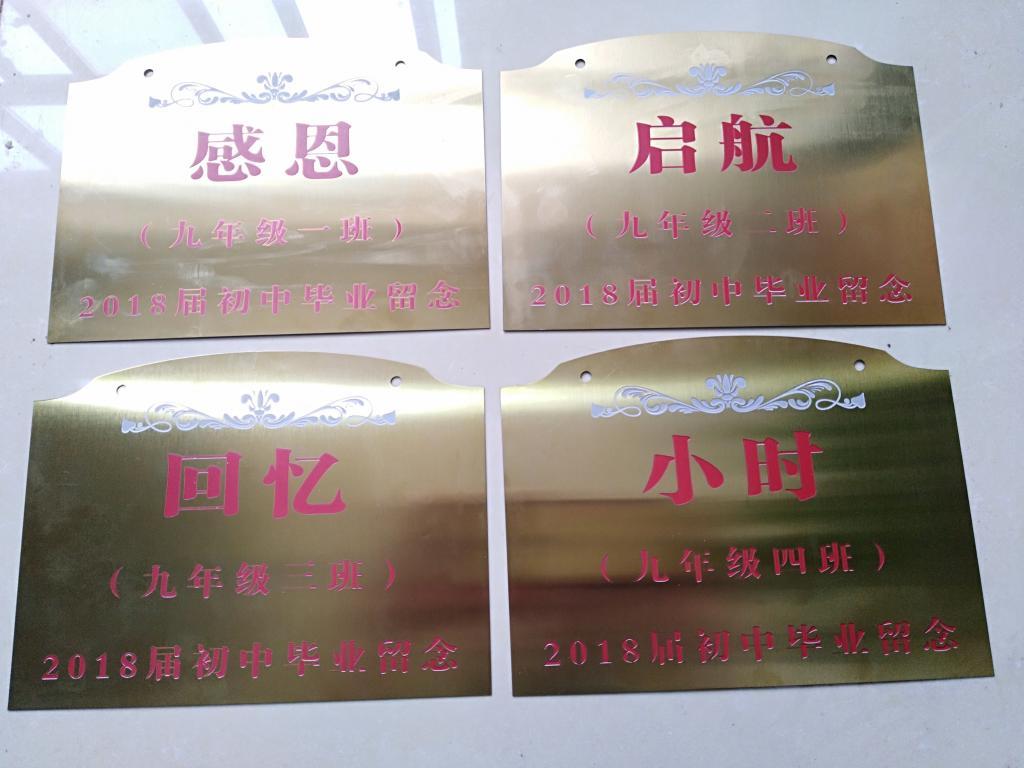 感恩
（九年级一班）
2018届初中毕业留念
启航
（九年级二班）
2018届初中毕业留念
回忆
（九年级三班）
2018届初中毕业留念
小时
（九年级四班）
2018届初中毕业留念